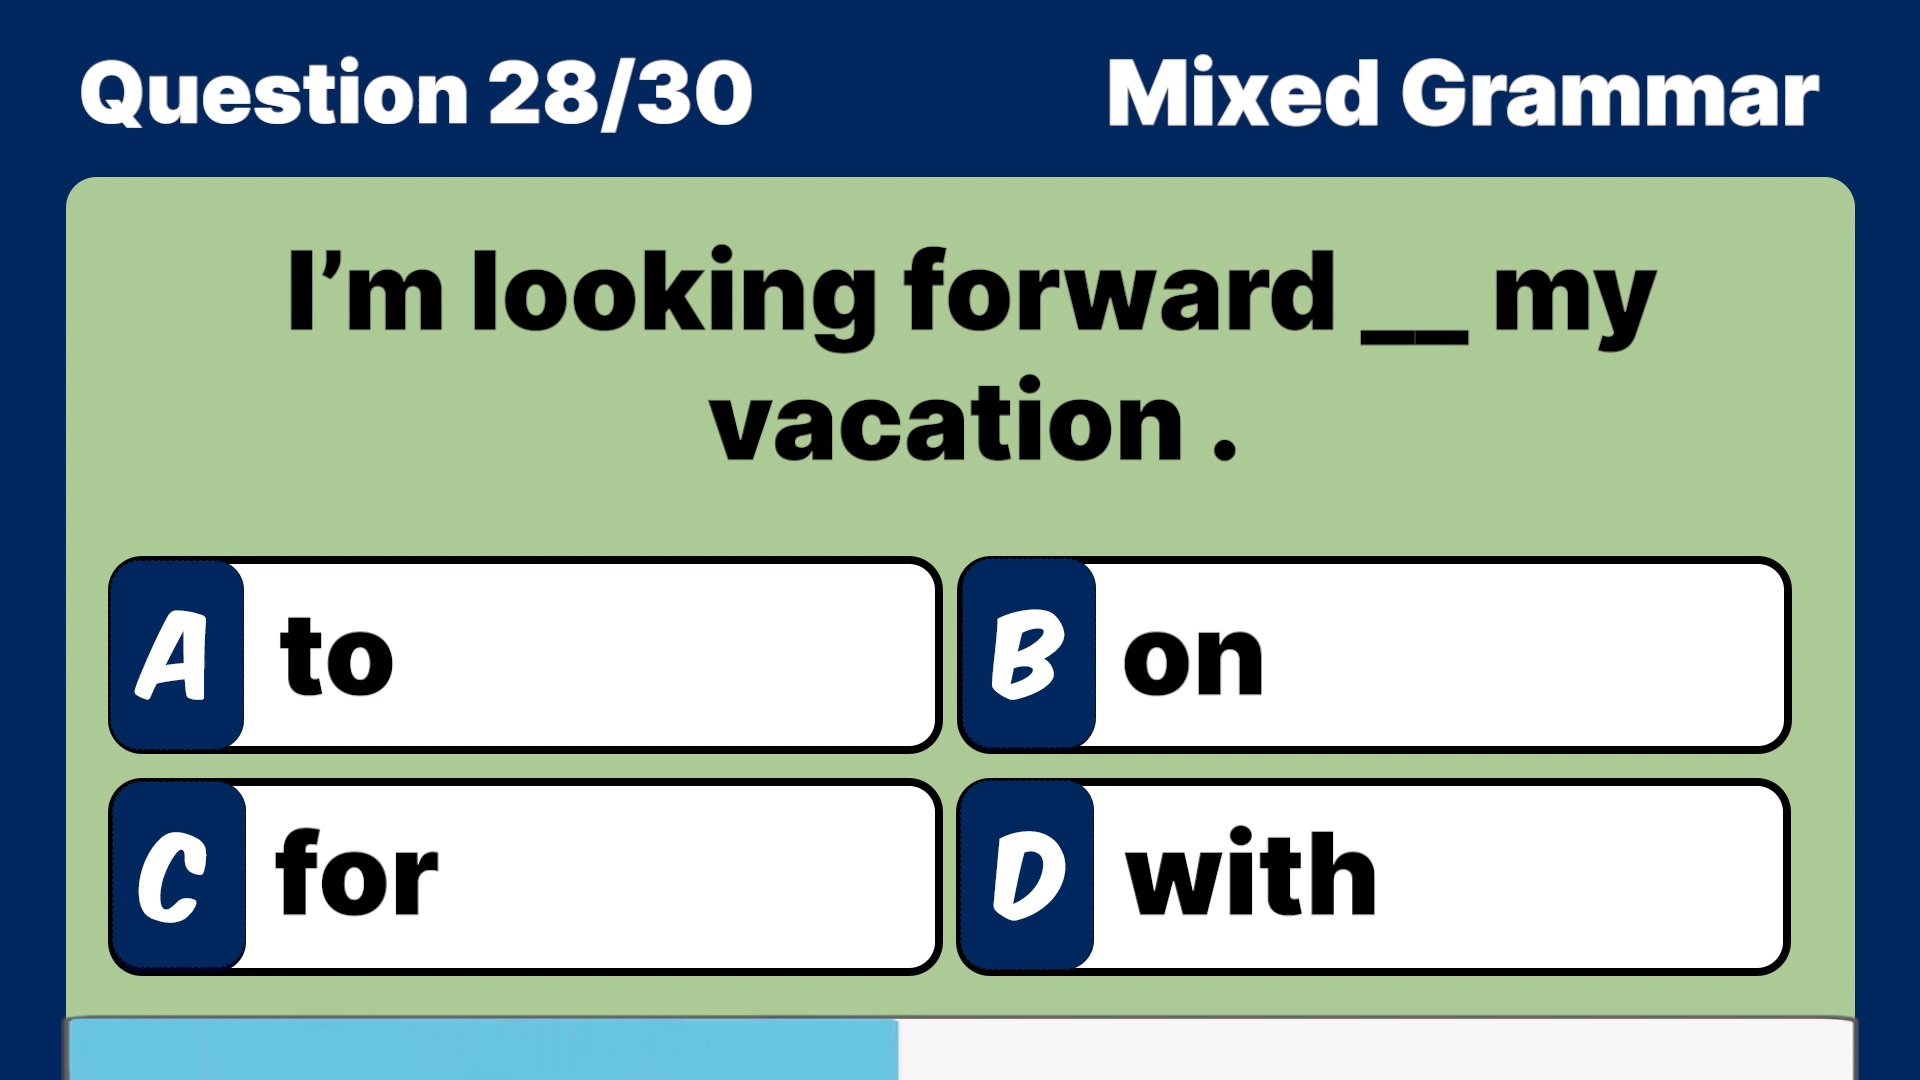 Question 28/30
Mixed Grammar
I’m looking forward __ my
vacation .
A to
B on
C for
D with